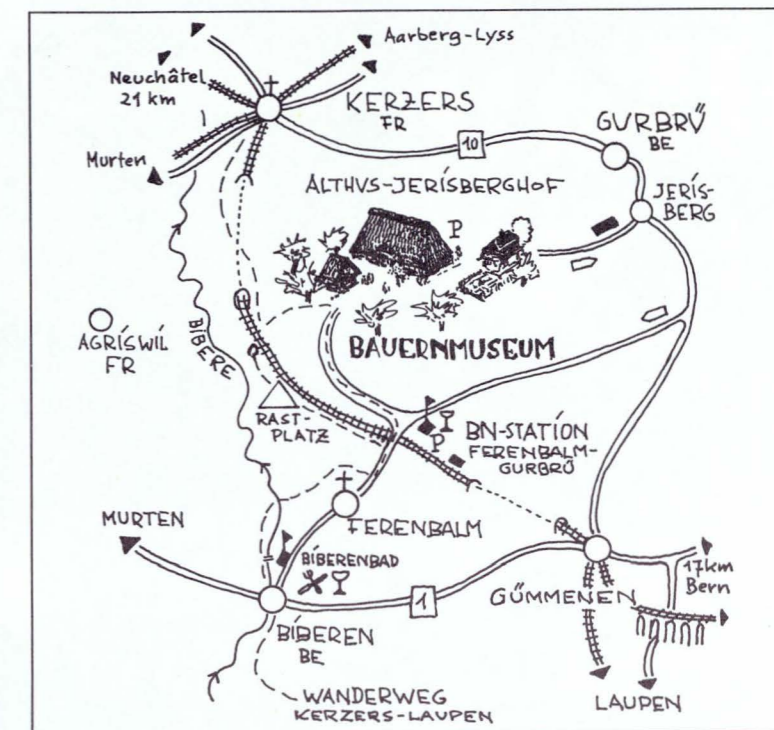 Aarberg-Lyss
Neuchâtel
21 km
KERZERS
FR
10
GURBRÜ
BE
Murten
ALTHVS-JERISBERGHOF
JERIS-
BERG
P
AGRISWIL
FR
BIBERE
BAUERNMUSEUM
RAST-
PLATZ
P
BN-STATION
FERENBALM-
GURBRÜ
MURTEN
FERENBALM
BIBERENBAD
17km
Bern
1
GÜMMENEN
BIBEREN
BE
WANDERWEG
KERZERS-LAUPEN
LAUPEN